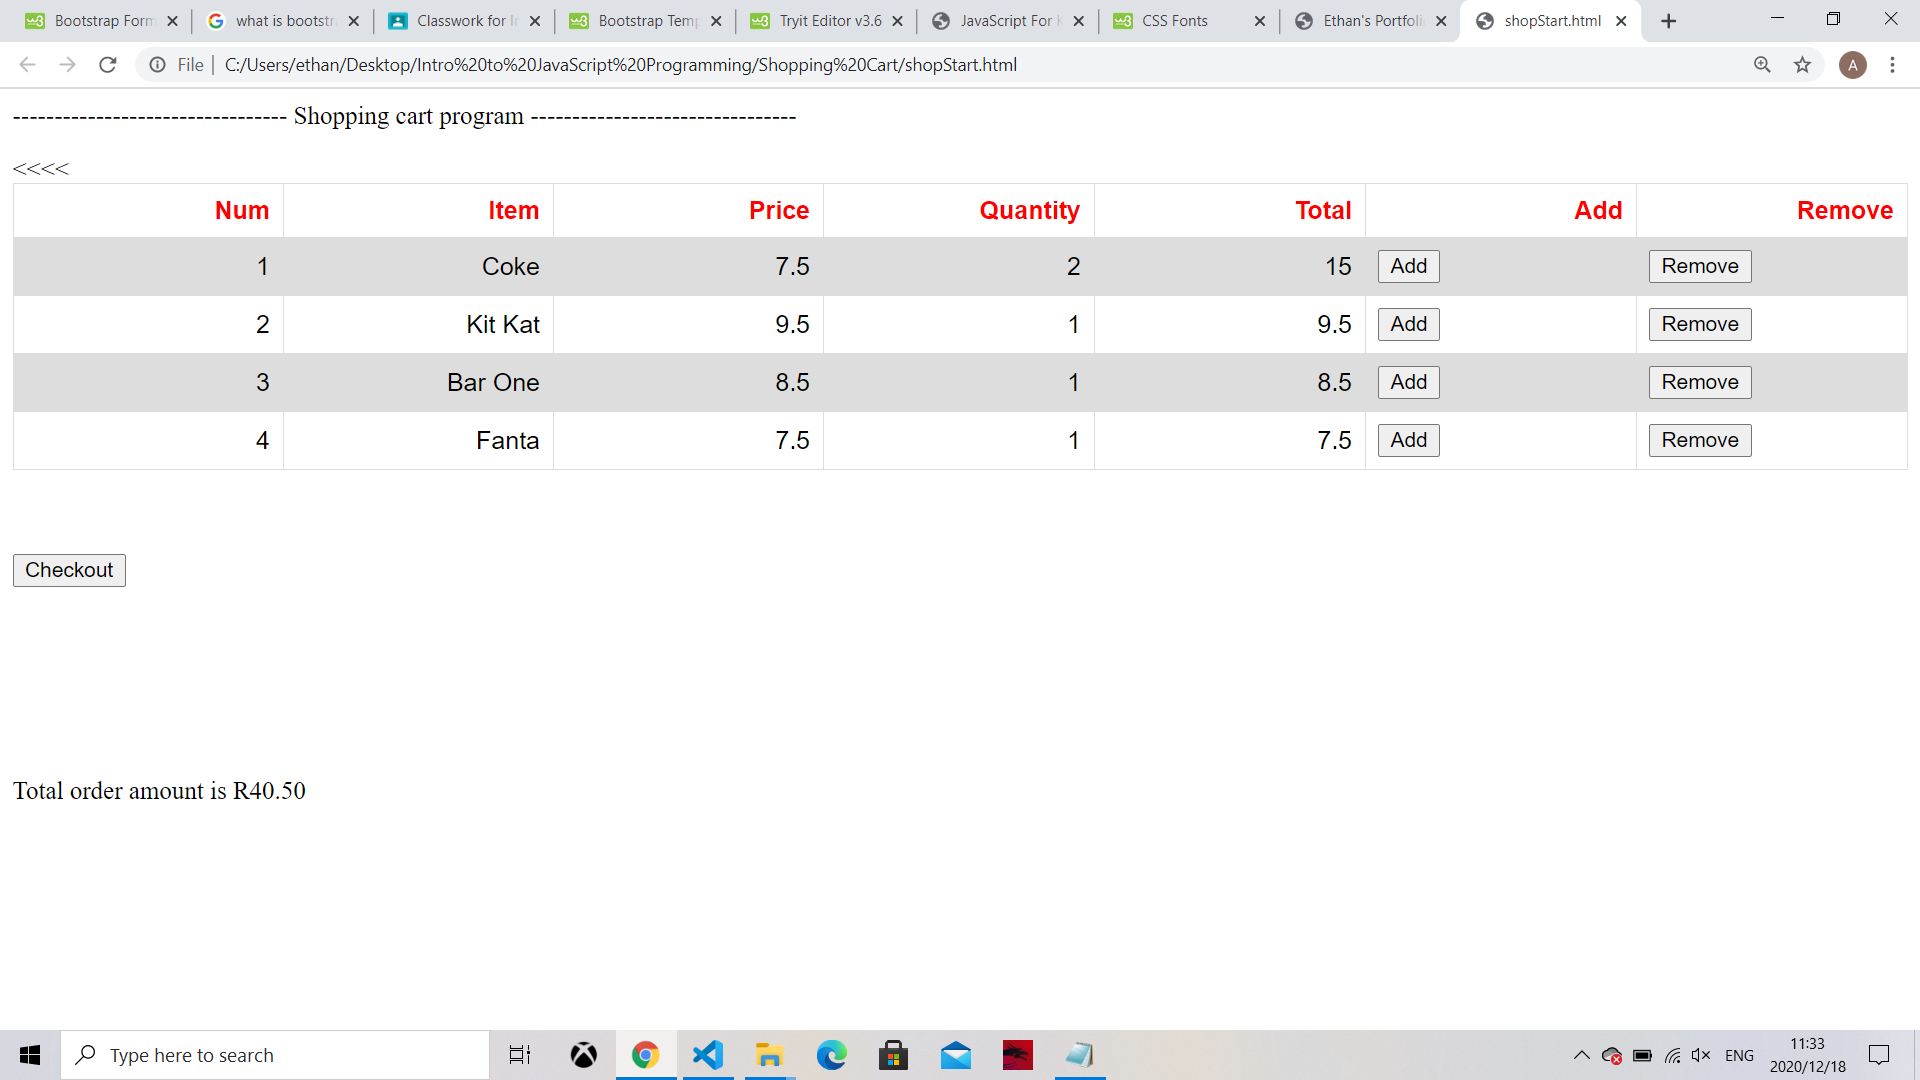 Bootstrap Form
what is bootstr
Classwork for I
Bootstrap Temp
Tryit Editor v3.6
JavaScript For
CSS Fonts
Ethan's Portfoli
shopStart.html
File
C:/Users/ethan/Desktop/Intro%20to%20JavaScript%20Programming/Shopping%20Cart/shopStart.html
A
--------------------------------- Shopping cart program --------------------------------
<<<<
Num Item Price Quantity Total Add Remove
1 Coke 7.5 2 15 Add Remove
2 Kit Kat 9.5 1 9.5 Add Remove
3 Bar One 8.5 1 8.5 Add Remove
4 Fanta 7.5 1 7.5 Add Remove
Checkout
Total order amount is R40.50
Type here to search
ENG
11:33
2020/12/18